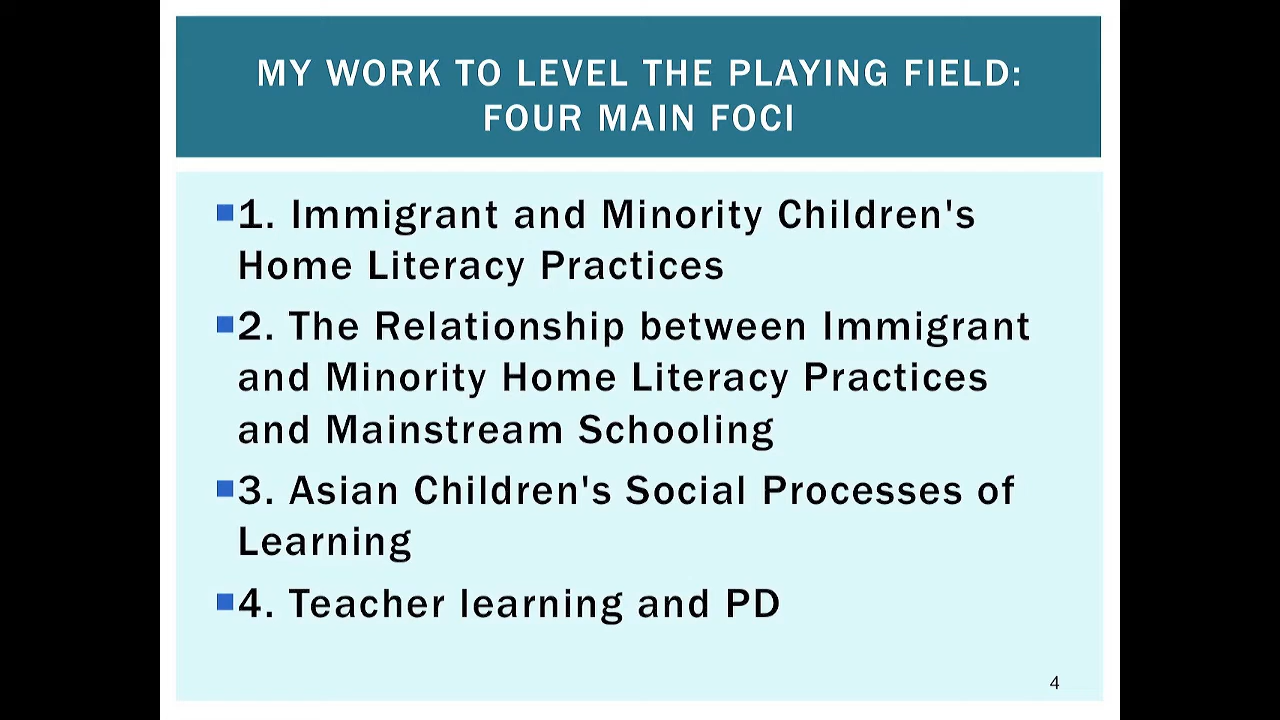 MY WORK TO LEVEL THE PLAYING FIELD:
FOUR MAIN FOCI
1. Immigrant and Minority Children's
Home Literacy Practices
2. The Relationship between Immigrant
and Minority Home Literacy Practices
and Mainstream Schooling
3. Asian Children's Social Processes of
Learning
4. Teacher learning and PD
4